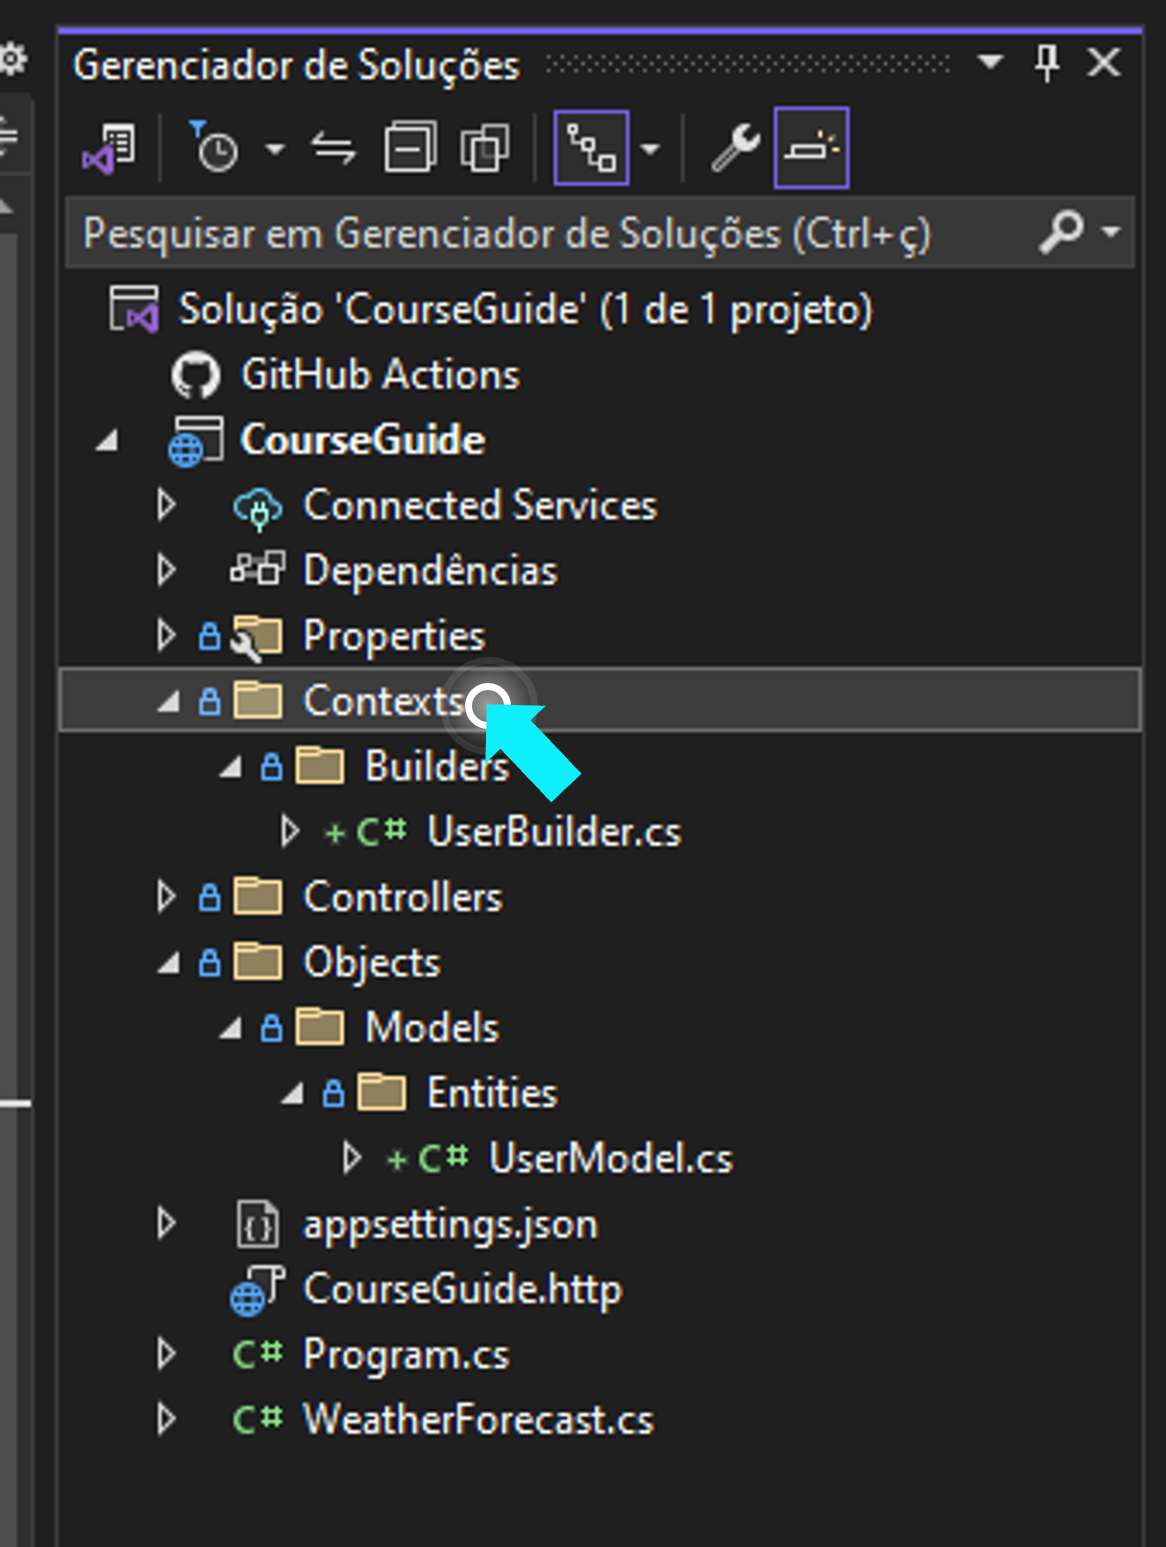 Gerenciador de Soluções
Pesquisar em Gerenciador de Soluções (Ctrl+ç)
Solução 'CourseGuide' (1 de 1 projeto)
GitHub Actions
CourseGuide
Connected Services
Dependências
Properties
Contexts
Builders
+ C# UserBuilder.cs
Controllers
Objects
Models
Entities
+ C# UserModel.cs
appsettings.json
CourseGuide.http
C# Program.cs
C# WeatherForecast.cs